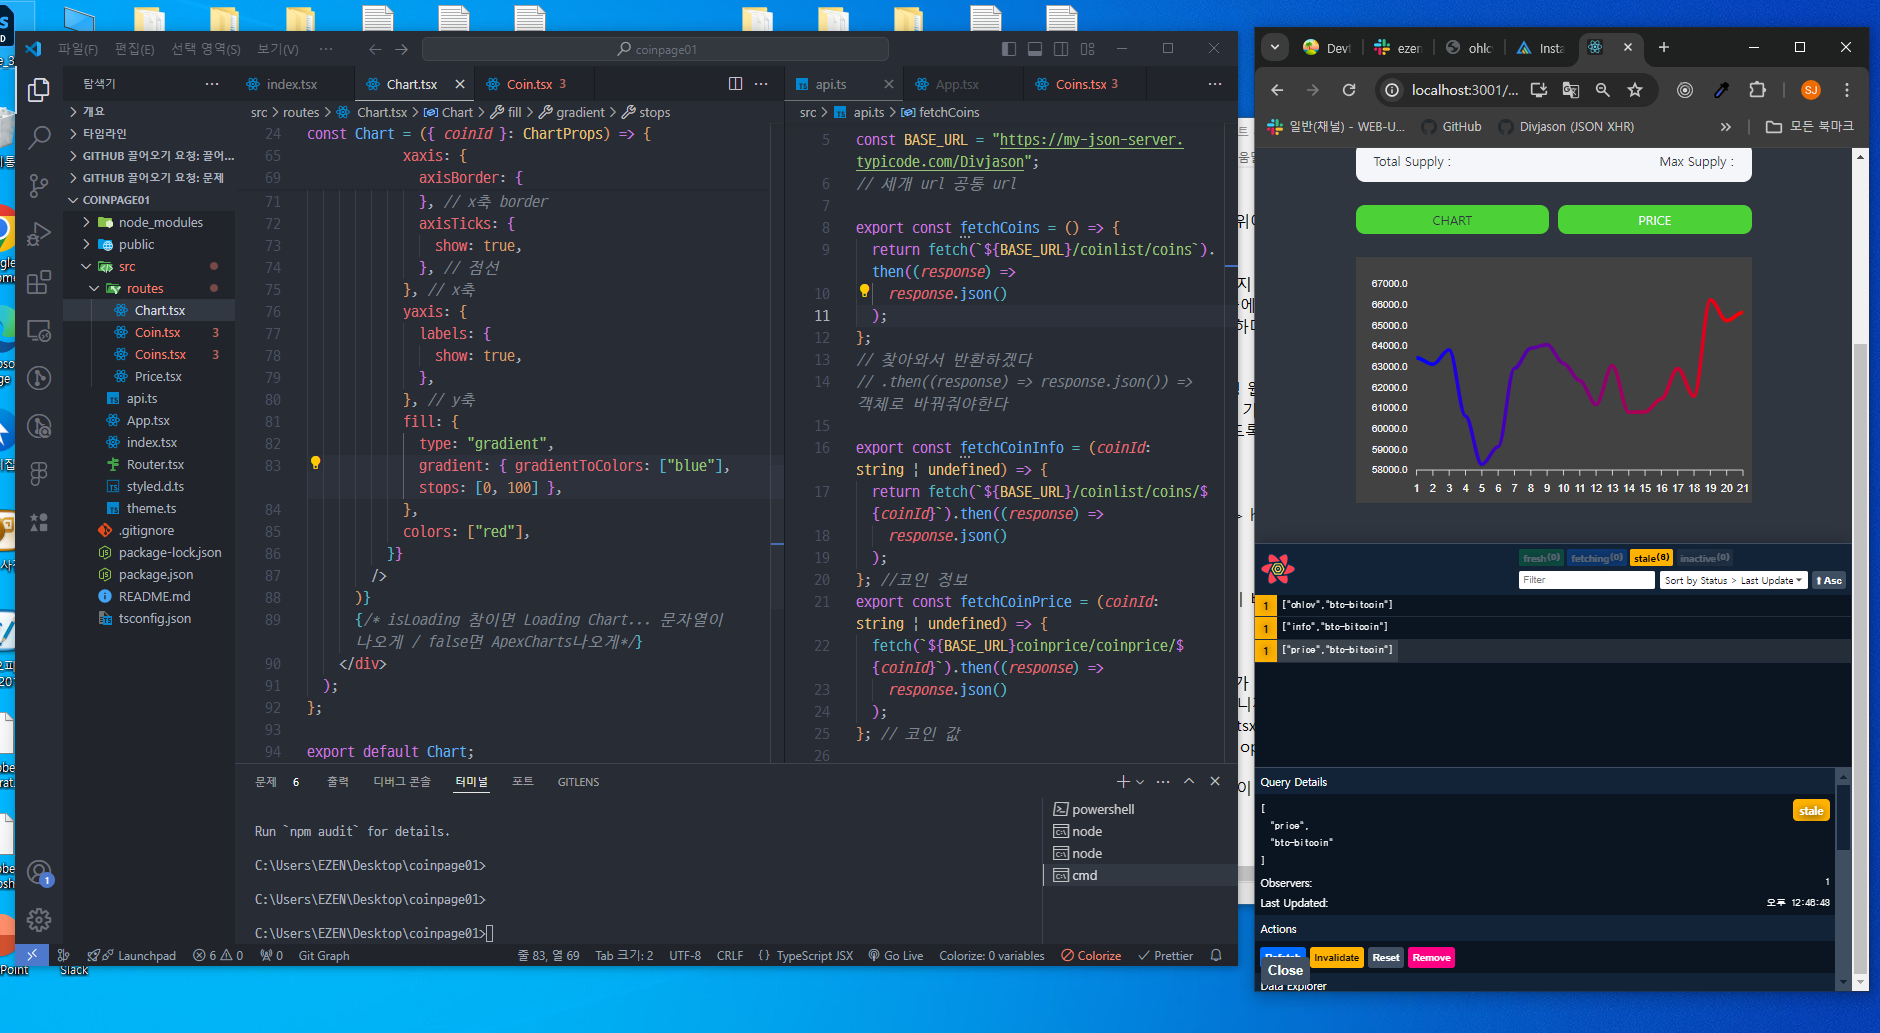 파일(F) 편집(E) 선택 영역(S) 보기(V) ··· coinpage01
탐색기
개요
타임라인
GITHUB 끌어오기 요청: 끌어...
GITHUB 끌어오기 요청: 문제
COINPAGE01
node_modules
public
src
routes
Chart.tsx
Coin.tsx 3
Coins.tsx 3
Price.tsx
api.ts
App.tsx
index.tsx
Router.tsx
styled.d.ts
theme.ts
.gitignore
package-lock.json
package.json
README.md
tsconfig.json
index.tsx Chart.tsx Coin.tsx 3
src > routes > Chart.tsx > Chart > fill > gradient > stops
24 const Chart = ({ coinId }: ChartProps) => {
65 xaxis: {
69 axisBorder: {
71 }, // x축 border
72 axisTicks: {
73 show: true,
74 }, // 점선
75 }, // x축
76 yaxis: {
77 labels: {
78 show: true,
79 },
80 }, // y축
81 fill: {
82 type: "gradient",
83 gradient: { gradientToColors: ["blue"],
stops: [0, 100] },
84 },
85 colors: ["red"],
86 }}
87 />
88 )}
89 {/* isLoading 참이면 Loading Chart... 문자열이
나오게 / false면 ApexCharts나오게*/}
90 </div>
91 );
92 };
93
94 export default Chart;
api.ts App.tsx Coins.tsx 3
src > api.ts > fetchCoins
5 const BASE_URL = "https://my-json-server.
typicode.com/Divjason";
6 // 세개 url 공통 url
7
8 export const fetchCoins = () => {
9 return fetch(`${BASE_URL}/coinlist/coins`).
then((response) =>
10 response.json()
11 );
12 };
13 // 찾아와서 반환하겠다
14 // .then((response) => response.json()) =>
객체로 바꿔줘야한다
15
16 export const fetchCoinInfo = (coinId:
string | undefined) => {
17 return fetch(`${BASE_URL}/coinlist/coins/$
{coinId}`).then((response) =>
18 response.json()
19 );
20 }; //코인 정보
21 export const fetchCoinPrice = (coinId:
string | undefined) => {
22 fetch(`${BASE_URL}coinprice/coinprice/$
{coinId}`).then((response) =>
23 response.json()
24 );
25 }; // 코인 값
26
문제 6 출력 디버그 콘솔 터미널 포트 GITLENS
Run `npm audit` for details.
C:\Users\EZEN\Desktop\coinpage01>
C:\Users\EZEN\Desktop\coinpage01>
C:\Users\EZEN\Desktop\coinpage01>
powershell
node
node
cmd
Launchpad 6 0 0 Git Graph 줄 83, 열 69 Tab 크기: 2 UTF-8 CRLF {} TypeScript JSX Go Live Colorize: 0 variables Colorize Prettier
Slack
Devt ezen ohlc Insta
localhost:3001/... SJ
일반(채널) - WEB-U... GitHub Divjason (JSON XHR) » 모든 북마크
Total Supply : Max Supply :
CHART PRICE
67000.0
66000.0
65000.0
64000.0
63000.0
62000.0
61000.0
60000.0
59000.0
58000.0
1 2 3 4 5 6 7 8 9 10 11 12 13 14 15 16 17 18 19 20 21
fresh (0) fetching (0) stale (6) inactive (0)
Filter Sort by Status > Last Update Asc
1 ["ohlcv","btc-bitcoin"]
1 ["info","btc-bitcoin"]
1 ["price","btc-bitcoin"]
Query Details
[
"price",
"btc-bitcoin"
]
stale
Observers: 1
Last Updated: 오후 12:46:43
Actions
Invalidate Reset Remove
Close
Data Explorer